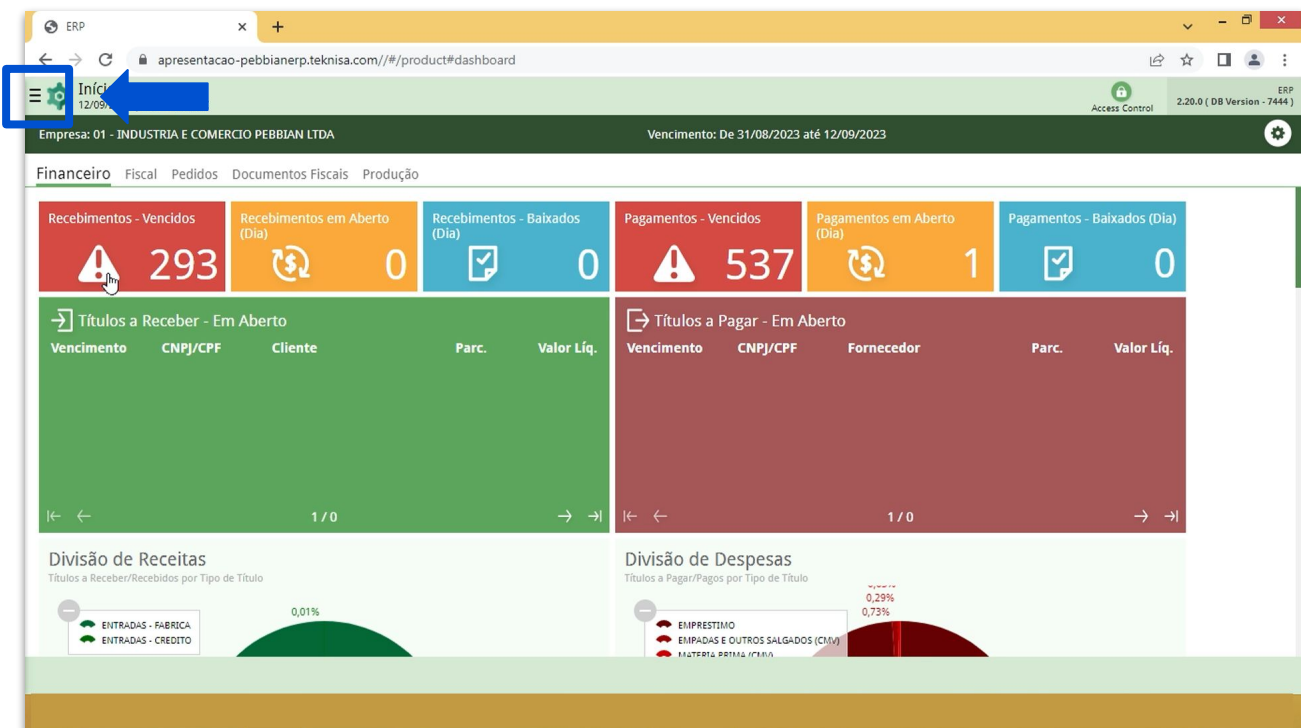 ERP
apresentacao-pebbianerp.teknisa.com//#/product#dashboard
Access Control
ERP
2.20.0 ( DB Version - 7444 )
Empresa: 01 - INDUSTRIA E COMERCIO PEBBIAN LTDA
Vencimento: De 31/08/2023 até 12/09/2023
Financeiro Fiscal Pedidos Documentos Fiscais Produção
Recebimentos - Vencidos
293
Recebimentos em Aberto
(Dia)
0
Recebimentos - Baixados
(Dia)
0
Pagamentos - Vencidos
537
Pagamentos em Aberto
(Dia)
1
Pagamentos - Baixados (Dia)
0
Títulos a Receber - Em Aberto
Vencimento CNPJ/CPF Cliente Parc. Valor Líq.
1 / 0
Títulos a Pagar - Em Aberto
Vencimento CNPJ/CPF Fornecedor Parc. Valor Líq.
1 / 0
Divisão de Receitas
Títulos a Receber/Recebidos por Tipo de Título
0,01%
ENTRADAS - FABRICA
ENTRADAS - CREDITO
Divisão de Despesas
Títulos a Pagar/Pagos por Tipo de Título
0,29%
0,73%
EMPRESTIMO
EMPADAS E OUTROS SALGADOS (CMV)
MATERIA PRIMA (CMV)